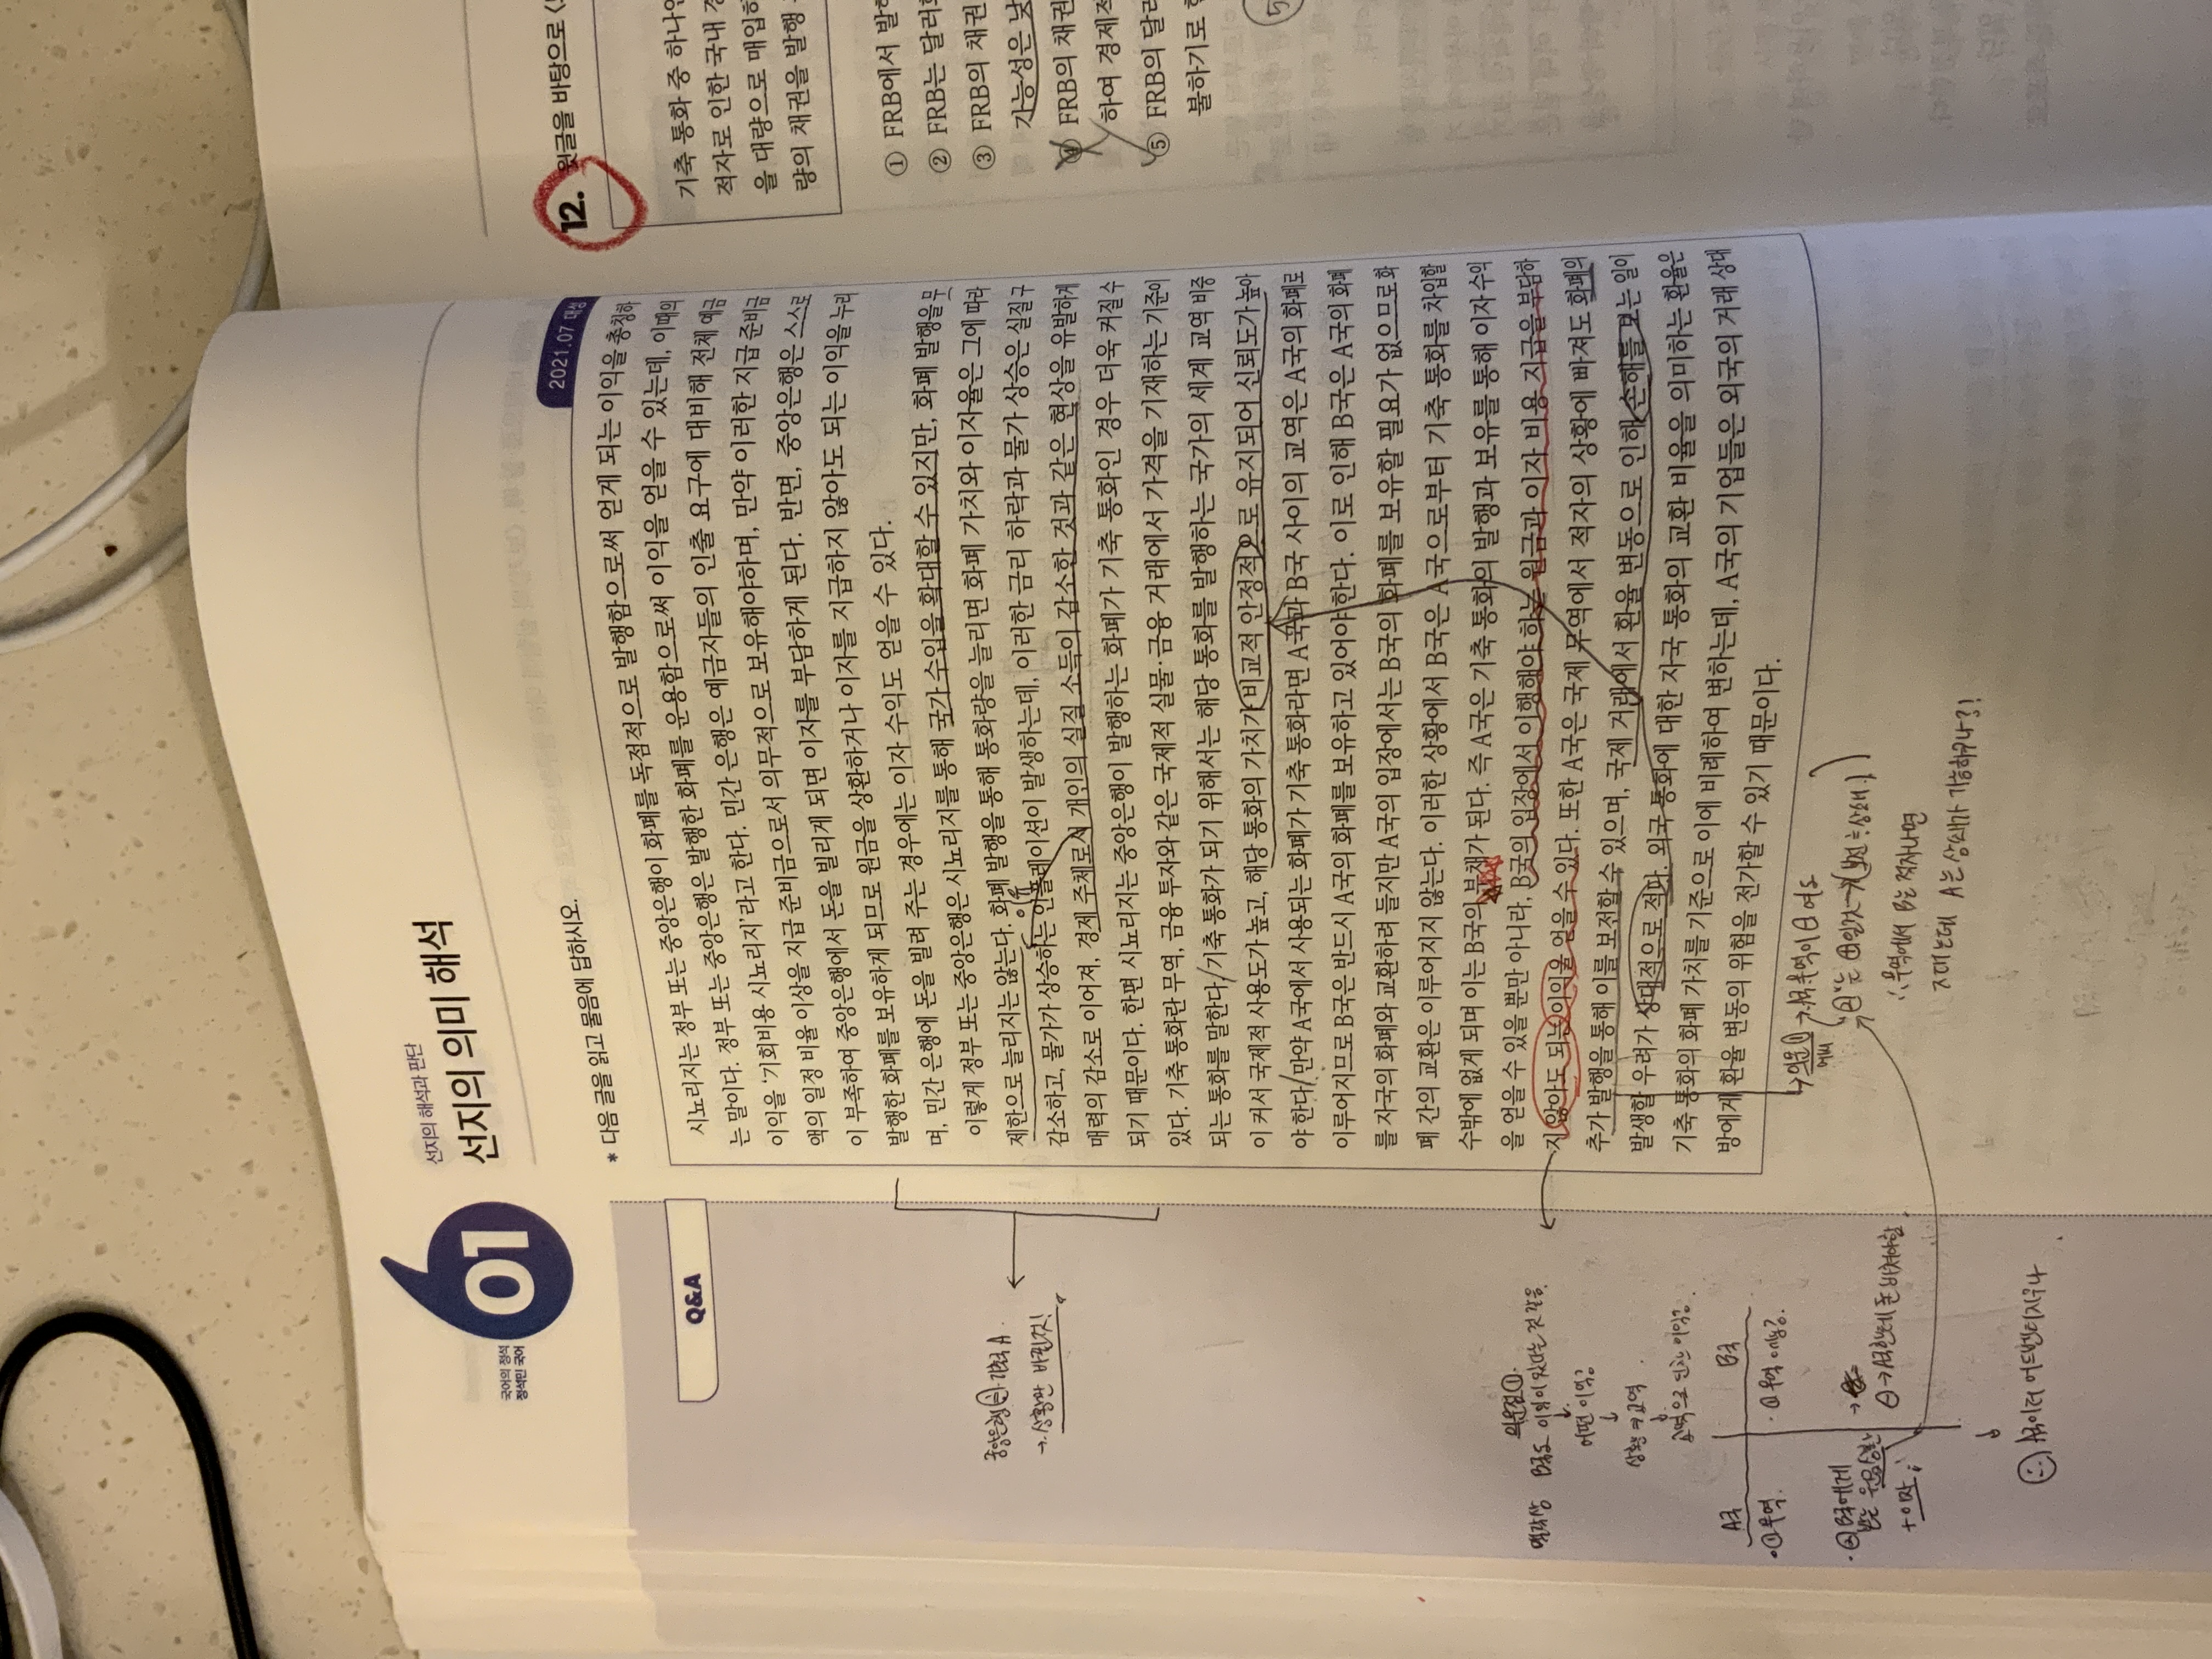 국어의 정석
정석민 국어
01
선지의 해석과 판단
선지의 의미 해석
* 다음 글을 읽고 물음에 답하시오.
2021.07 대성
Q&A
시뇨리지는 정부 또는 중앙은행이 화폐를 독점적으로 발행함으로써 얻게 되는 이익을 총칭하
는 말이다. 정부 또는 중앙은행은 발행한 화폐를 운용함으로써 이익을 얻을 수 있는데, 이때의
이익을 '기회비용 시뇨리지'라고 한다. 민간 은행은 예금자들의 인출 요구에 대비해 전체 예금
액의 일정 비율 이상을 지급 준비금으로서 의무적으로 보유해야하며, 만약 이러한 지급 준비금
이 부족하여 중앙은행에서 돈을 빌리게 되면 이자를 부담하게 된다. 반면, 중앙은행은 스스로
발행한 화폐를 보유하게 되므로 원금을 상환하거나 이자를 지급하지 않아도 되는 이익을 누리
며, 민간 은행에 돈을 빌려 주는 경우에는 이자 수익도 얻을 수 있다.
이렇게 정부 또는 중앙은행은 시뇨리지를 통해 국가 수입을 확대할 수 있지만, 화폐 발행을 무
제한으로 늘리지는 않는다. 화폐 발행을 통해 통화량을 늘리면 화폐 가치와 이자율은 그에 따라
감소하고, 물가가 상승하는 인플레이션이 발생하는데, 이러한 금리 하락과 물가 상승은 실질 구
매력의 감소로 이어져, 경제 주체로서 개인의 실질 소득이 감소한 것과 같은 현상을 유발하게
되기 때문이다. 한편 시뇨리지는 중앙은행이 발행하는 화폐가 기축 통화인 경우 더욱 커질 수
있다. 기축 통화란 무역, 금융 투자와 같은 국제적 실물·금융 거래에서 가격을 기재하는 기준이
되는 통화를 말한다. 기축 통화가 되기 위해서는 해당 통화를 발행하는 국가의 세계 교역 비중
이 커서 국제적 사용도가 높고, 해당 통화의 가치가 비교적 안정적으로 유지되어 신뢰도가 높아
야 한다. 만약 A국에서 사용되는 화폐가 기축 통화라면 A국과 B국 사이의 교역은 A국의 화폐로
이루어지므로 B국은 반드시 A국의 화폐를 보유하고 있어야 한다. 이로 인해 B국은 A국의 화폐
를 자국의 화폐와 교환하려 들지만 A국의 입장에서는 B국의 화폐를 보유할 필요가 없으므로 화
폐 간의 교환은 이루어지지 않는다. 이러한 상황에서 B국은 A국으로부터 기축 통화를 차입할
수밖에 없게 되며 이는 B국의 부채가 된다. 즉 A국은 기축 통화의 발행과 보유를 통해 이자 수익
을 얻을 수 있을 뿐만 아니라, B국의 입장에서 이행해야 하는 원금과 이자 비용 지급을 부담하
지 않아도 되는 이익을 얻을 수 있다. 또한 A국은 국제 무역에서 적자의 상황에 빠져도 화폐의
추가 발행을 통해 이를 보전할 수 있으며, 국제 거래에서 환율 변동으로 인해 손해를 보는 일이
발생할 우려가 상대적으로 적다. 외국 통화에 대한 자국 통화의 교환 비율을 의미하는 환율은
기축 통화의 화폐 가치를 기준으로 이에 비례하여 변하는데, A국의 기업들은 외국의 거래 상대
방에게 환율 변동의 위험을 전가할 수 있기 때문이다.
→ 상황만 바뀐것!
의문점①
어떤 이익?
A국
B국
∴ 무역에서 B는 적자나면
12. 윗글을 바탕으로
기축 통화 중 하나인
적자로 인한 국내 경
을 대량으로 매입하
량의 채권을 발행
① FRB에서 발행
② FRB는 달러화
③ FRB의 채권
가능성은 낮
④ FRB의 채권
하여 경제적
⑤ FRB의 달러
불하기로 한